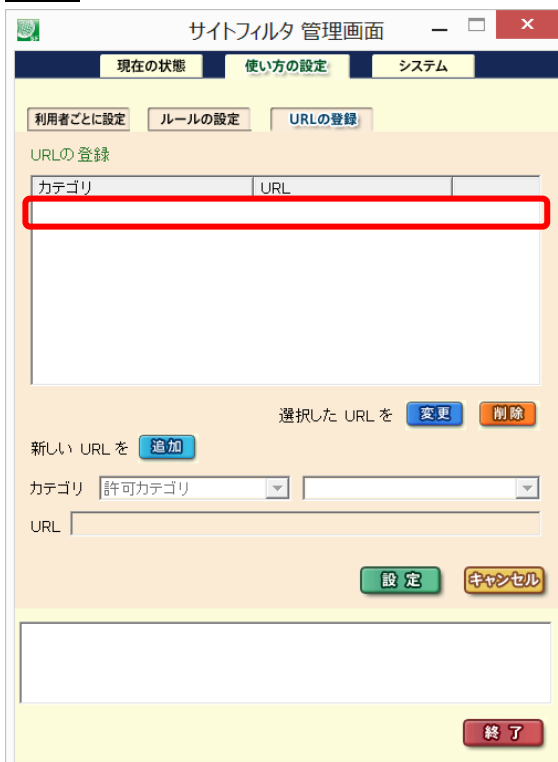 サイトフィルタ 管理画面
現在の状態 使い方の設定 システム
利用者ごとに設定 ルールの設定 URLの登録
URLの 登録
カテゴリ URL
選択した URL を 変更 削除
新しい URL を 追加
カテゴリ 許可カテゴリ
URL
設定 キャンセル
終了